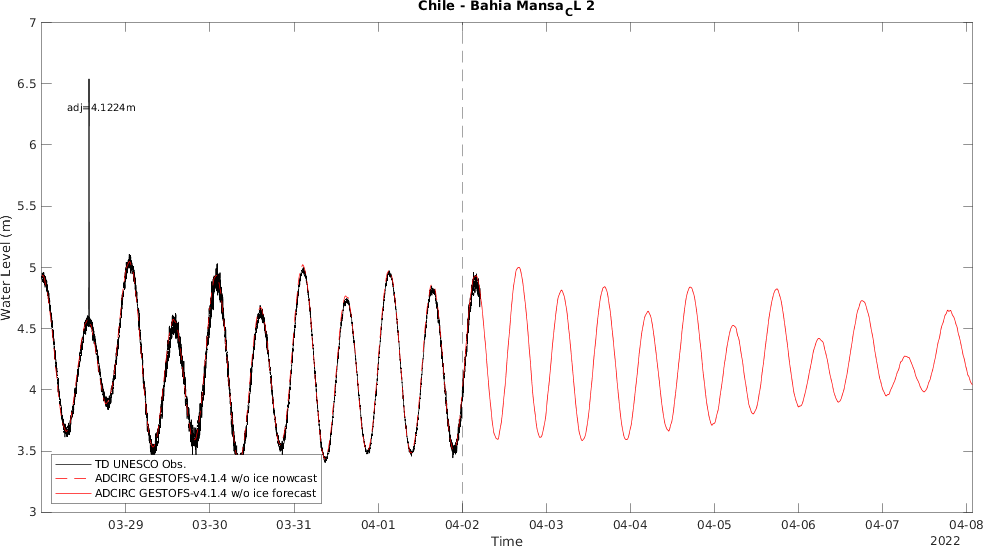 Chile - Bahia Mansa_CL 2
7
6.5
6
5.5
5
4.5
4
3.5
3
Water Level (m)
adj=4.1224m
TD UNESCO Obs.
ADCIRC GESTOFS-v4.1.4 w/o ice nowcast
ADCIRC GESTOFS-v4.1.4 w/o ice forecast
03-29 03-30 03-31 04-01 04-02 04-03 04-04 04-05 04-06 04-07 04-08
Time
2022